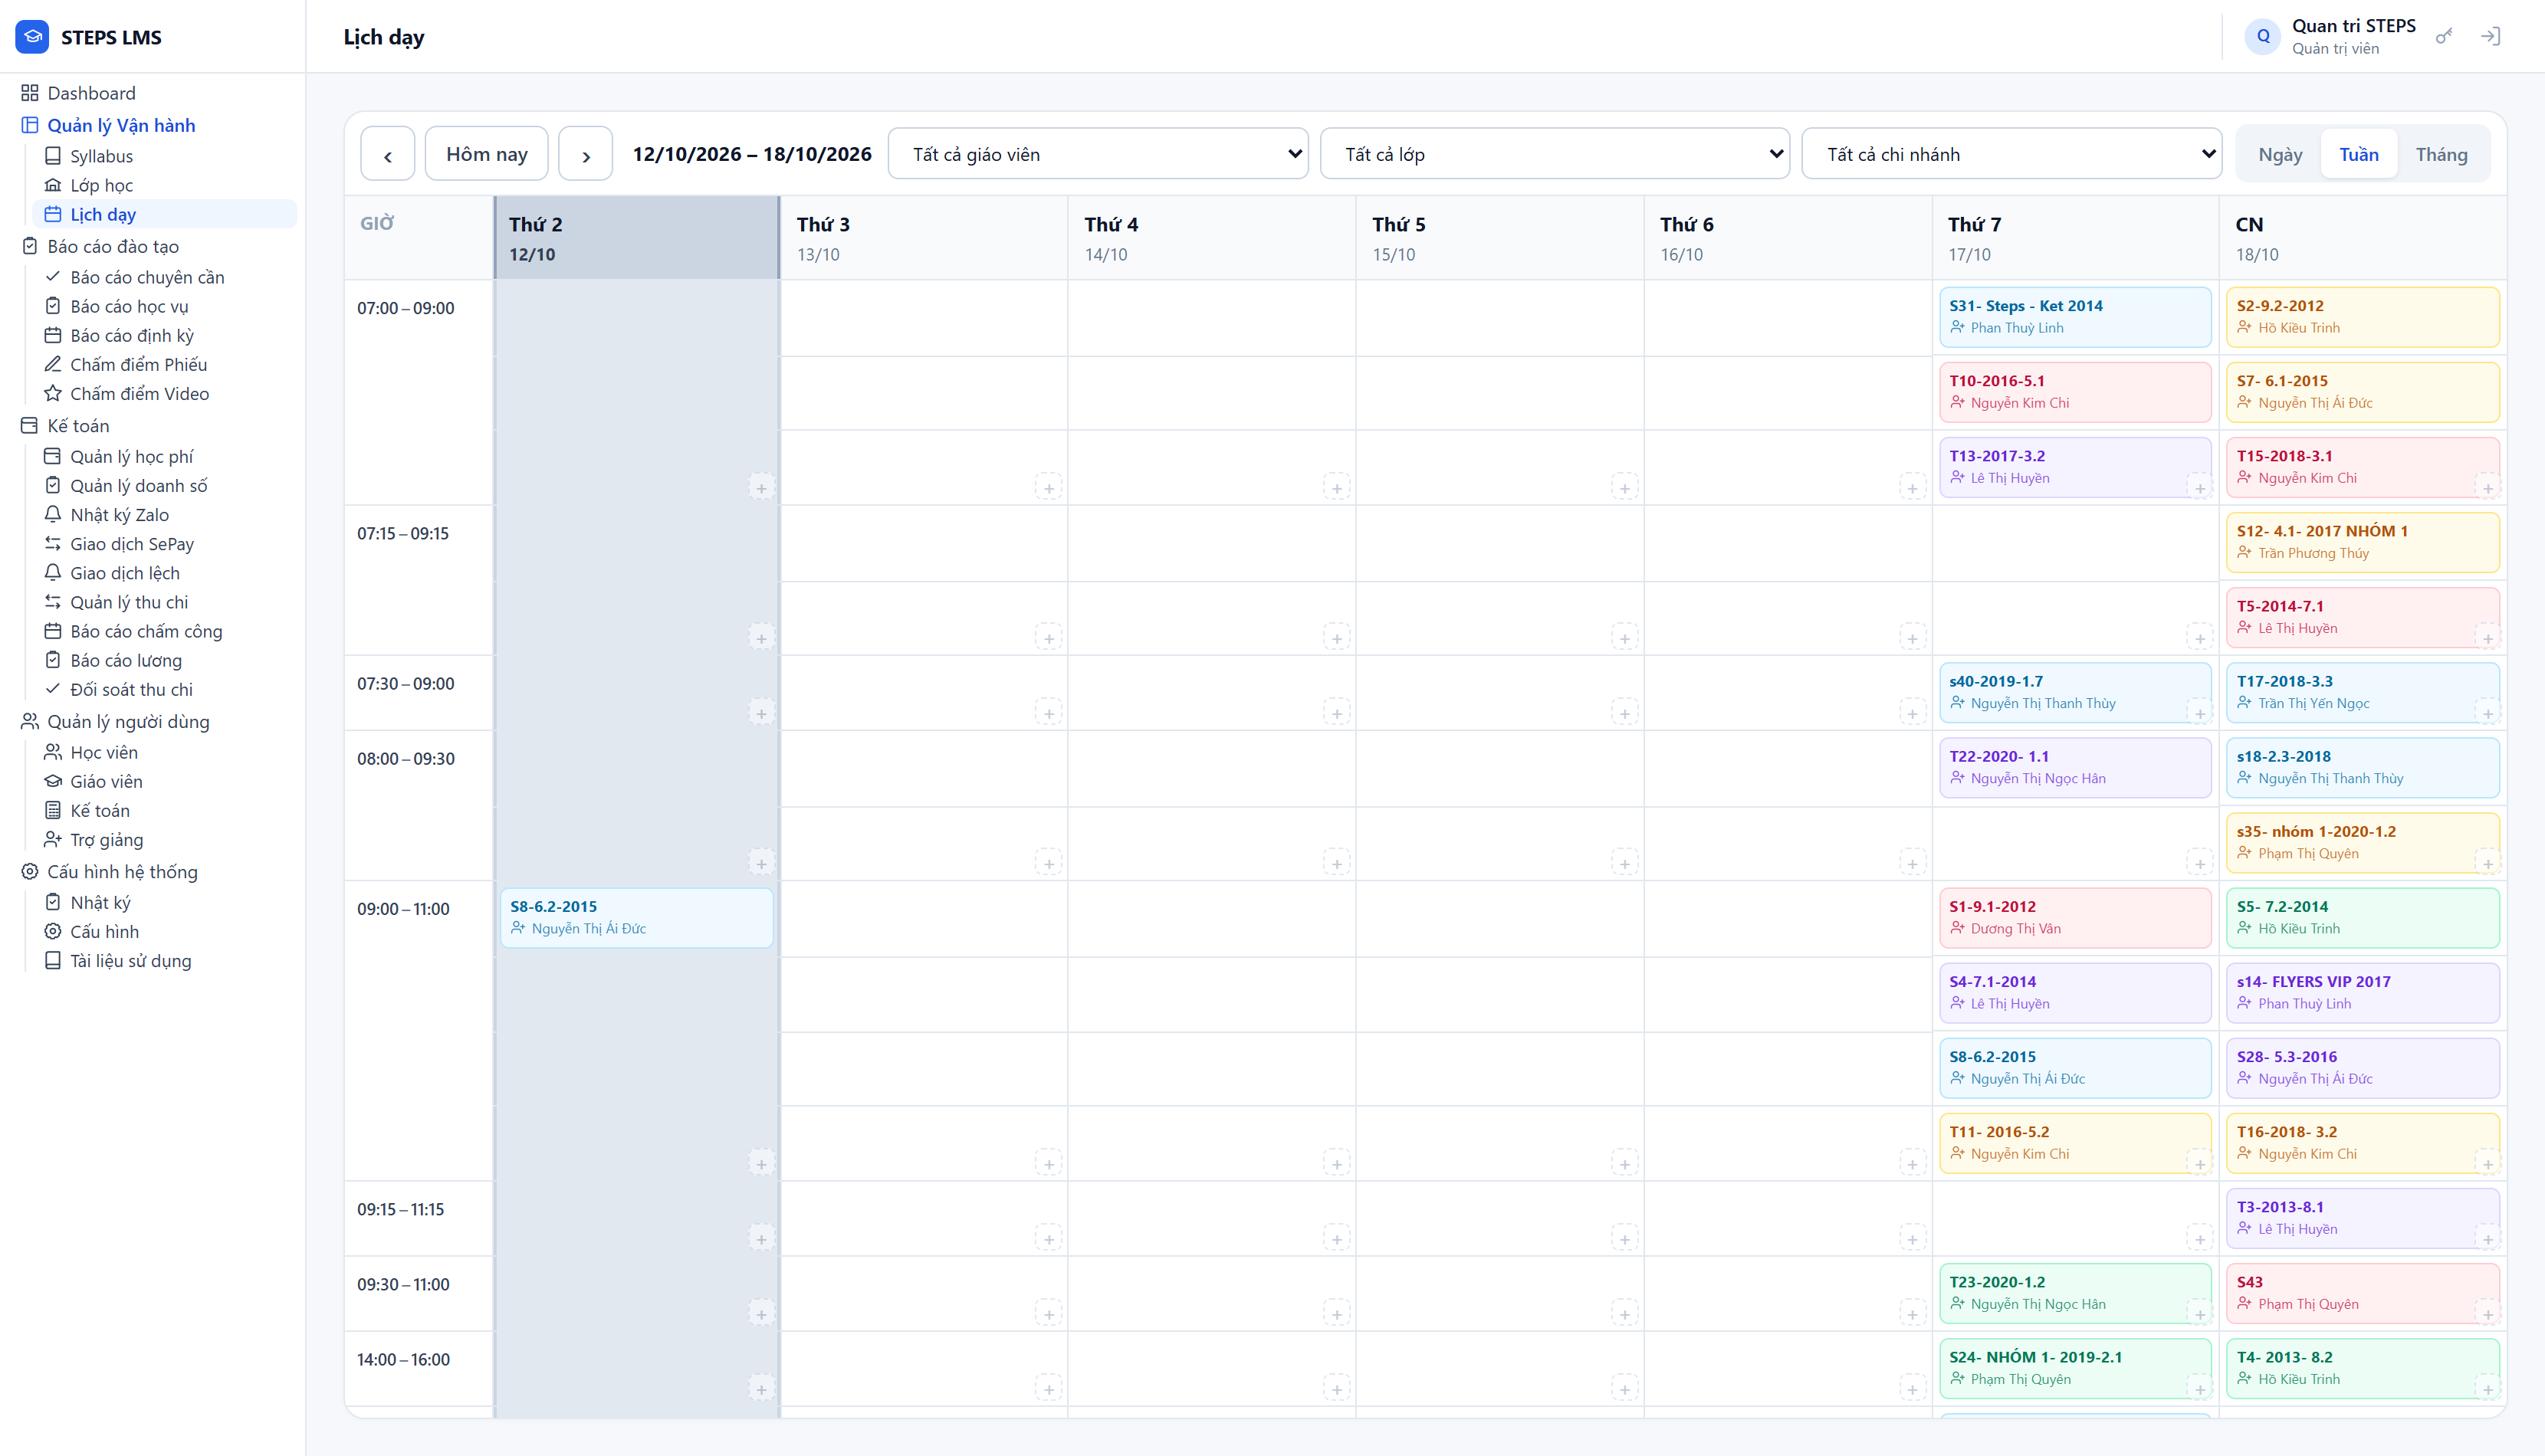 STEPS LMS
Dashboard
Quản lý Vận hành
Syllabus
Lớp học
Lịch dạy
Báo cáo đào tạo
Báo cáo chuyên cần
Báo cáo học vụ
Báo cáo định kỳ
Chấm điểm Phiếu
Chấm điểm Video
Kế toán
Quản lý học phí
Quản lý doanh số
Nhật ký Zalo
Giao dịch SePay
Giao dịch lệch
Quản lý thu chi
Báo cáo chấm công
Báo cáo lương
Đối soát thu chi
Quản lý người dùng
Học viên
Giáo viên
Kế toán
Trợ giảng
Cấu hình hệ thống
Nhật ký
Cấu hình
Tài liệu sử dụng
Lịch dạy
Q
Quan tri STEPS
Quản trị viên
‹ Hôm nay › 12/10/2026 – 18/10/2026 Tất cả giáo viên Tất cả lớp Tất cả chi nhánh Ngày Tuần Tháng
GIỜ Thứ 2 Thứ 3 Thứ 4 Thứ 5 Thứ 6 Thứ 7 CN
12/10 13/10 14/10 15/10 16/10 17/10 18/10
07:00 – 09:00 S31- Steps - Ket 2014 S2-9.2-2012
Phan Thuỳ Linh Hồ Kiều Trinh
T10-2016-5.1 S7- 6.1-2015
Nguyễn Kim Chi Nguyễn Thị Ái Đức
T13-2017-3.2 T15-2018-3.1
Lê Thị Huyền Nguyễn Kim Chi
+ + + + + + +
07:15 – 09:15 S12- 4.1- 2017 NHÓM 1
Trần Phương Thúy
T5-2014-7.1
Lê Thị Huyền
+ + + + + + +
07:30 – 09:00 s40-2019-1.7 T17-2018-3.3
Nguyễn Thị Thanh Thùy Trần Thị Yến Ngọc
+ + + + + + +
08:00 – 09:30 T22-2020- 1.1 s18-2.3-2018
Nguyễn Thị Ngọc Hân Nguyễn Thị Thanh Thùy
s35- nhóm 1-2020-1.2
Phạm Thị Quyên
+ + + + + + +
09:00 – 11:00 S8-6.2-2015 S1-9.1-2012 S5- 7.2-2014
Nguyễn Thị Ái Đức Dương Thị Vân Hồ Kiều Trinh
S4-7.1-2014 s14- FLYERS VIP 2017
Lê Thị Huyền Phan Thuỳ Linh
S8-6.2-2015 S28- 5.3-2016
Nguyễn Thị Ái Đức Nguyễn Thị Ái Đức
T11- 2016-5.2 T16-2018- 3.2
Nguyễn Kim Chi Nguyễn Kim Chi
+ + + + + + +
09:15 – 11:15 T3-2013-8.1
Lê Thị Huyền
+ + + + + + +
09:30 – 11:00 T23-2020-1.2 S43
Nguyễn Thị Ngọc Hân Phạm Thị Quyên
+ + + + + + +
14:00 – 16:00 S24- NHÓM 1- 2019-2.1 T4- 2013- 8.2
Phạm Thị Quyên Hồ Kiều Trinh
+ + + + + + +